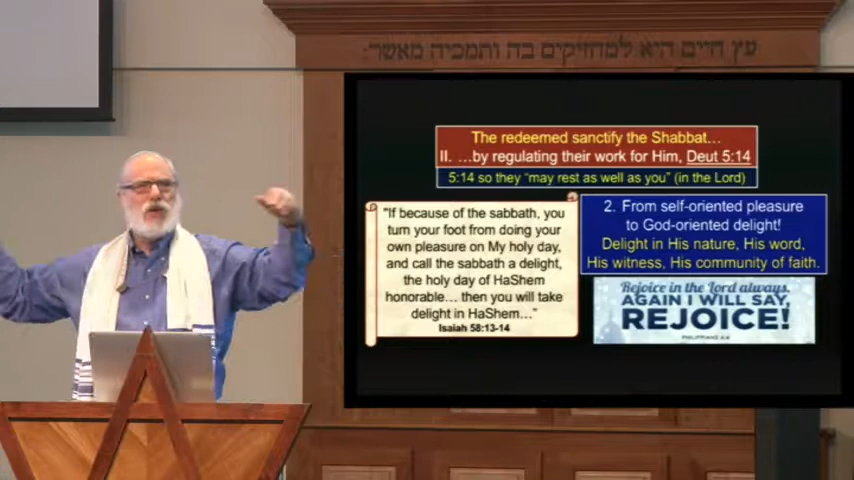 עץ חיים היא למחזיקים בה ותמכיה מאשר
The redeemed sanctify the Shabbat…
II. …by regulating their work for Him, Deut 5:14
5:14 so they "may rest as well as you" (in the Lord)
"If because of the sabbath, you
turn your foot from doing your
own pleasure on My holy day,
and call the sabbath a delight,
the holy day of HaShem
honorable… then you will take
delight in HaShem…"
Isaiah 58:13-14
2. From self-oriented pleasure
to God-oriented delight!
Delight in His nature, His word,
His witness, His community of faith.
Rejoice in the Lord always.
AGAIN I WILL SAY,
REJOICE!
PHILIPPIANS 4:4